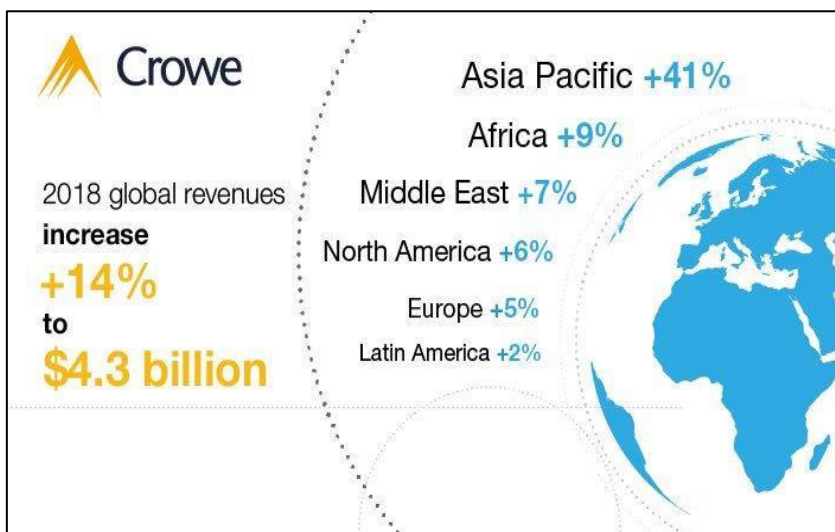 Crowe
2018 global revenues
increase
+14%
to
$4.3 billion
Asia Pacific +41%
Africa +9%
Middle East +7%
North America +6%
Europe +5%
Latin America +2%